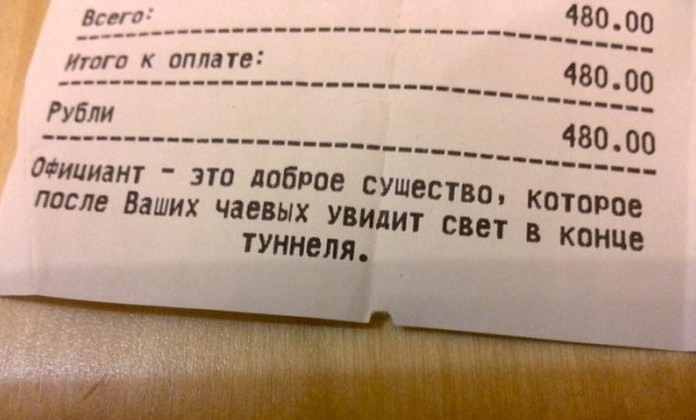 Всего: 480.00
Итого к оплате: 480.00
Рубли 480.00
Официант - это доброе существо, которое
после Ваших чаевых увидит свет в конце
туннеля.